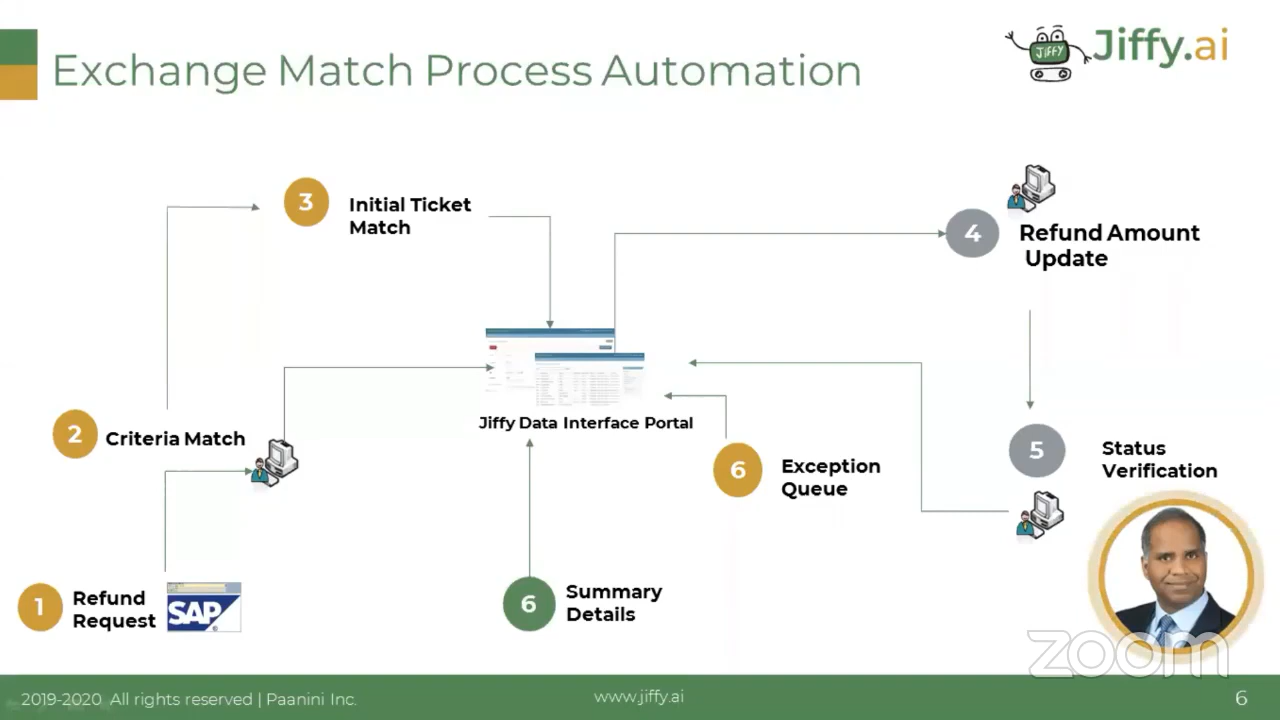 Exchange Match Process Automation
JiFFY
Jiffy.ai
3
Initial Ticket
Match
4
Refund Amount
Update
Jiffy Data Interface Portal
2
Criteria Match
5
Status
Verification
6
Exception
Queue
1
Refund
Request
SAP
6
Summary
Details
zoom
2019-2020 All rights reserved | Paanini Inc.
www.jiffy.ai
6